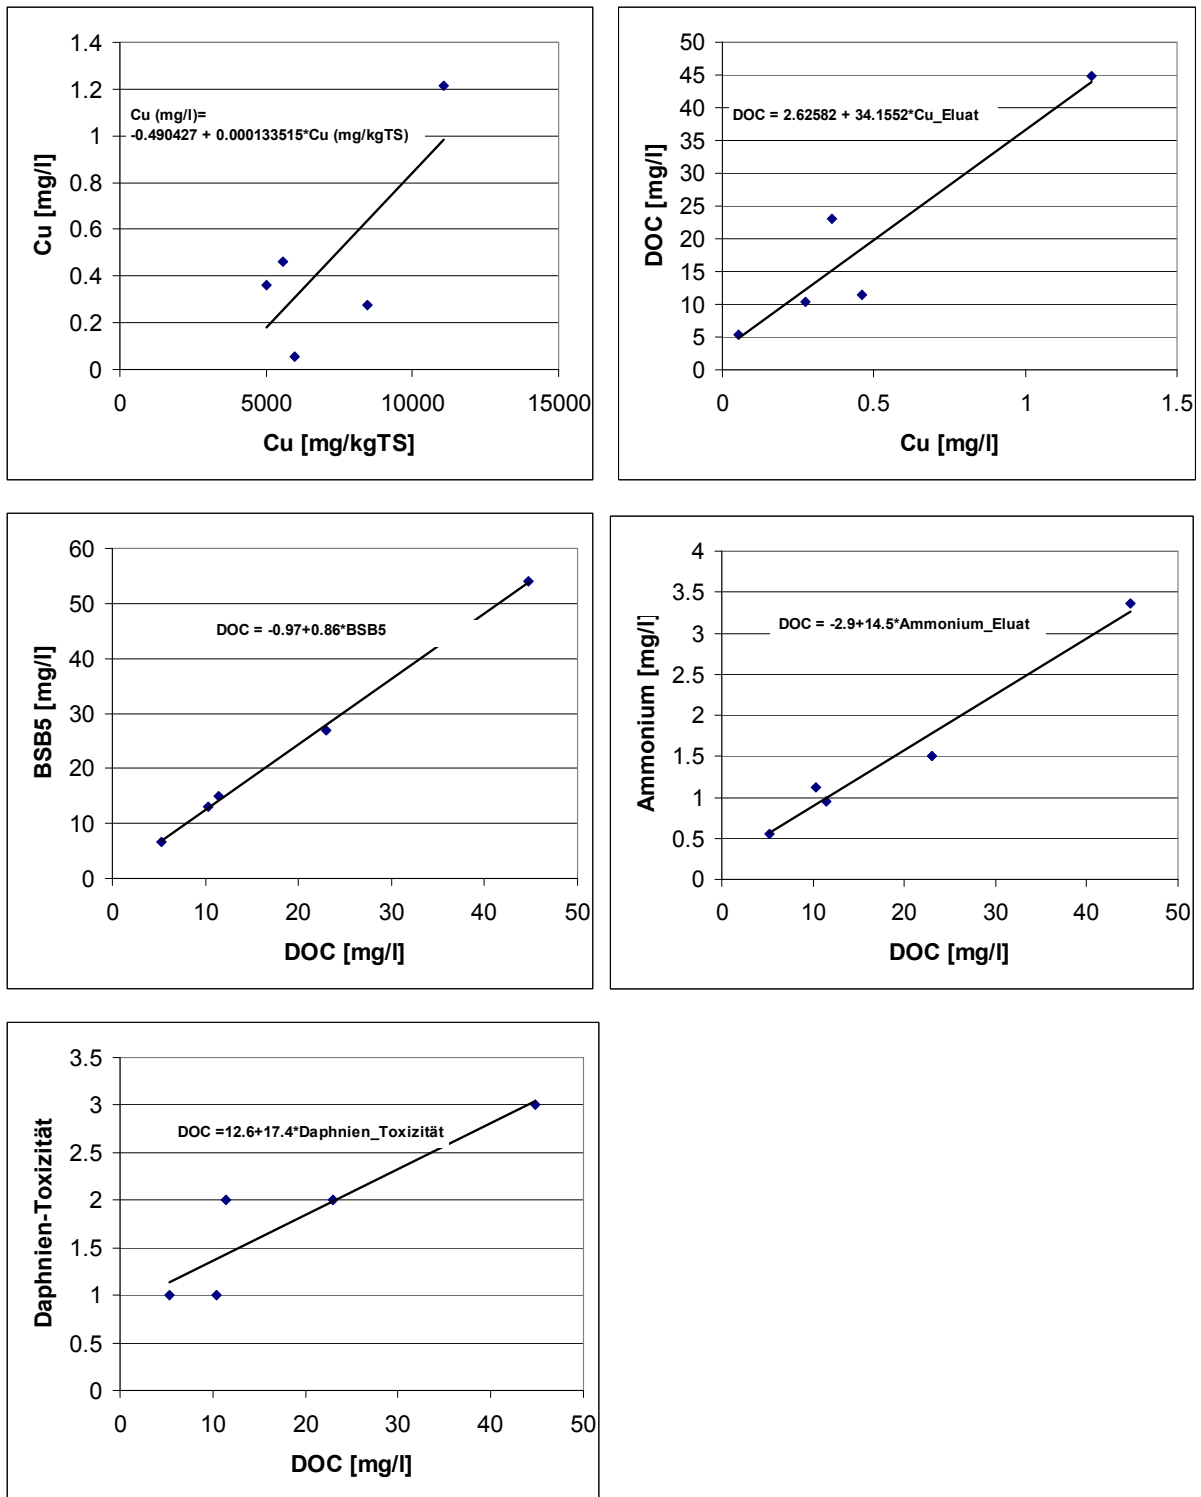 1.4
1.2
1
0.8
0.6
0.4
0.2
0
Cu (mg/l)=
-0.490427 + 0.000133515*Cu (mg/kgTS)
Cu [mg/l]
0 5000 10000 15000
Cu [mg/kgTS]
50
45
40
35
30
25
20
15
10
5
0
DOC = 2.62582 + 34.1552*Cu_Eluat
DOC [mg/l]
0 0.5 1 1.5
Cu [mg/l]
60
50
40
30
20
10
0
DOC = -0.97+0.86*BSB5
BSB5 [mg/l]
0 10 20 30 40 50
DOC [mg/l]
4
3.5
3
2.5
2
1.5
1
0.5
0
DOC = -2.9+14.5*Ammonium_Eluat
Ammonium [mg/l]
0 10 20 30 40 50
DOC [mg/l]
3.5
3
2.5
2
1.5
1
0.5
0
DOC =12.6+17.4*Daphnien_Toxizität
Daphnien-Toxizität
0 10 20 30 40 50
DOC [mg/l]